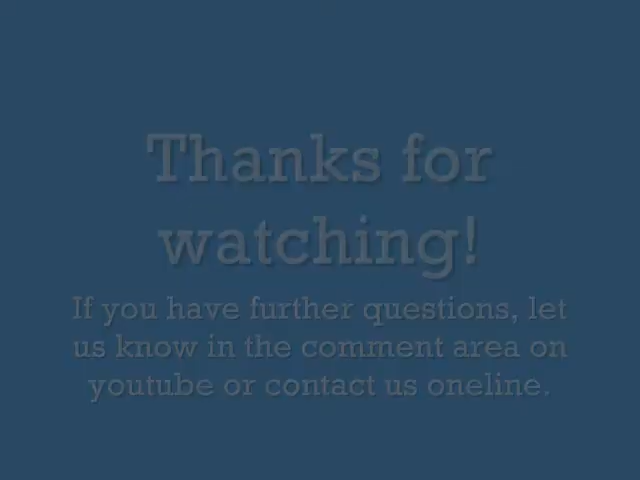 Thanks for
watching!
If you have further questions, let
us know in the comment area on
youtube or contact us oneline.